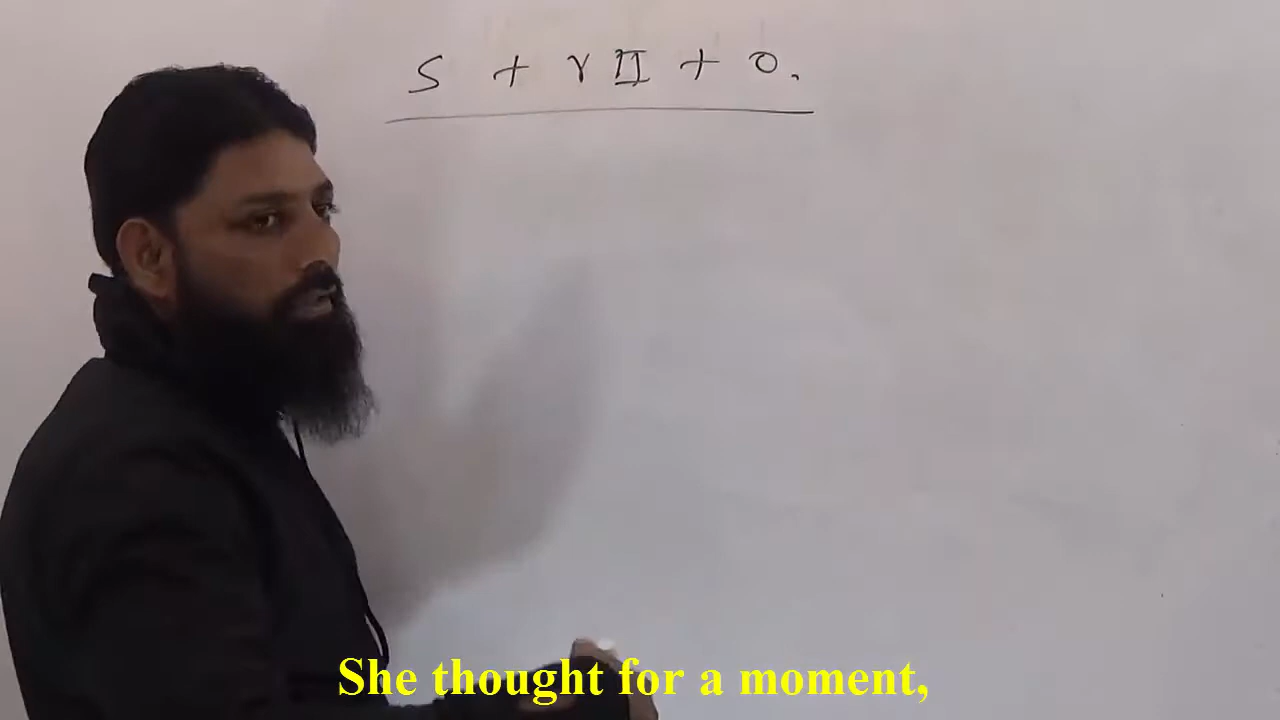 S + V II + O.
She thought for a moment,